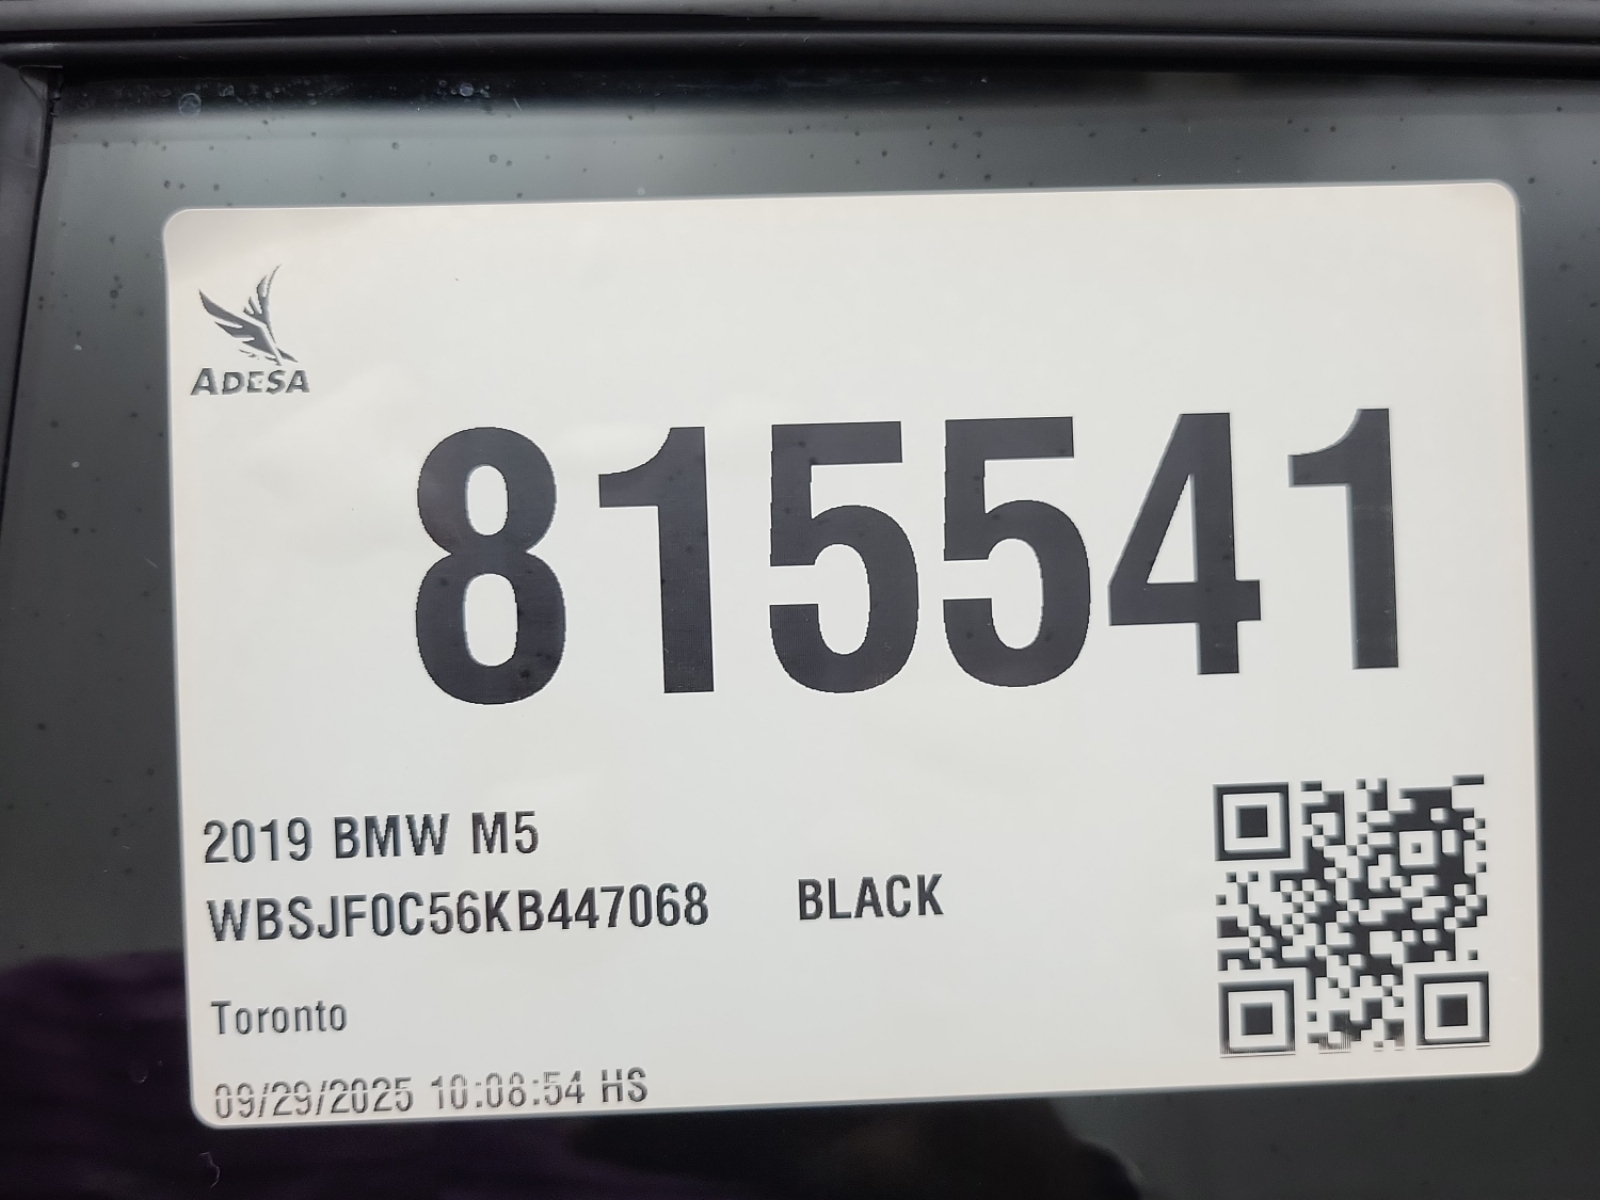 ADESA
815541
2019 BMW M5
WBSJF0C56KB447068 BLACK
Toronto
09/29/2025 10:08:54 HS